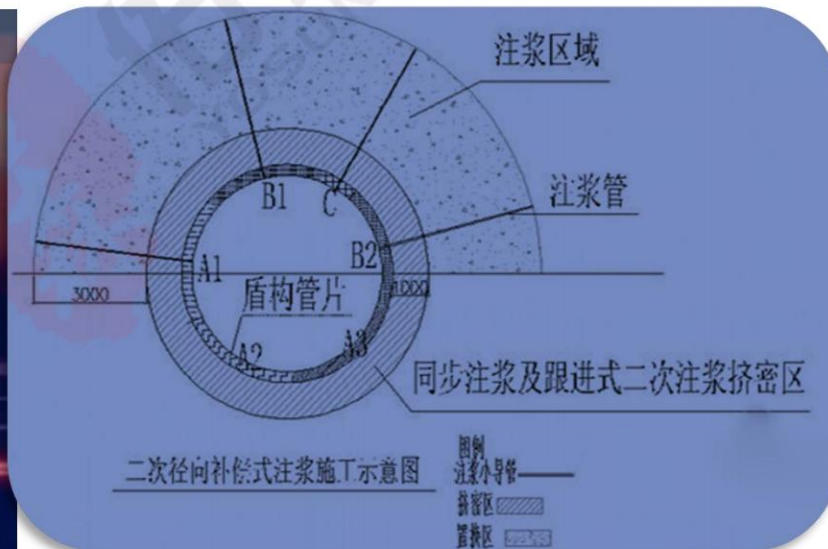 注浆区域
注浆管
B1
C
B2
A1
3000
1000
盾构管片
A2
A3
同步注浆及跟进式二次注浆挤密区
二次径向补偿式注浆施工示意图
图例
注浆小导管
挤密区
置换区